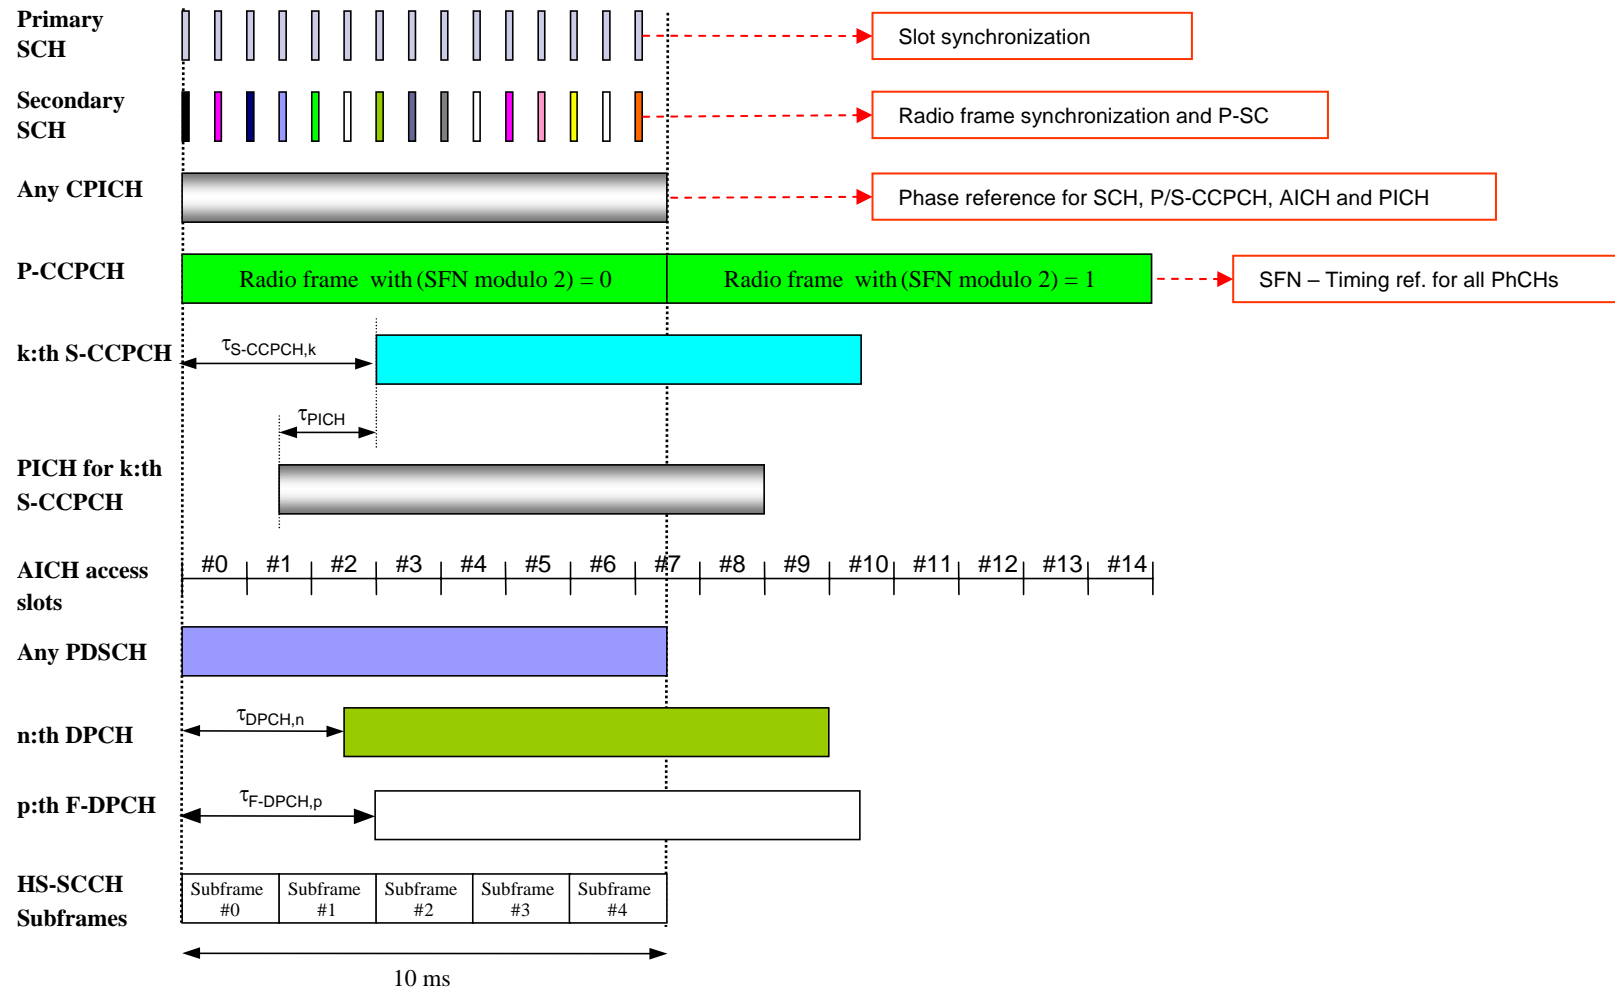 Primary
SCH
Slot synchronization
Secondary
SCH
Radio frame synchronization and P-SC
Any CPICH
Phase reference for SCH, P/S-CCPCH, AICH and PICH
P-CCPCH
Radio frame with (SFN modulo 2) = 0
Radio frame with (SFN modulo 2) = 1
SFN – Timing ref. for all PhCHs
k:th S-CCPCH
τS-CCPCH,k
τPICH
PICH for k:th
S-CCPCH
AICH access
slots
#0 #1 #2 #3 #4 #5 #6 #7 #8 #9 #10 #11 #12 #13 #14
Any PDSCH
n:th DPCH
τDPCH,n
p:th F-DPCH
τF-DPCH,p
HS-SCCH
Subframes
Subframe
#0
Subframe
#1
Subframe
#2
Subframe
#3
Subframe
#4
10 ms